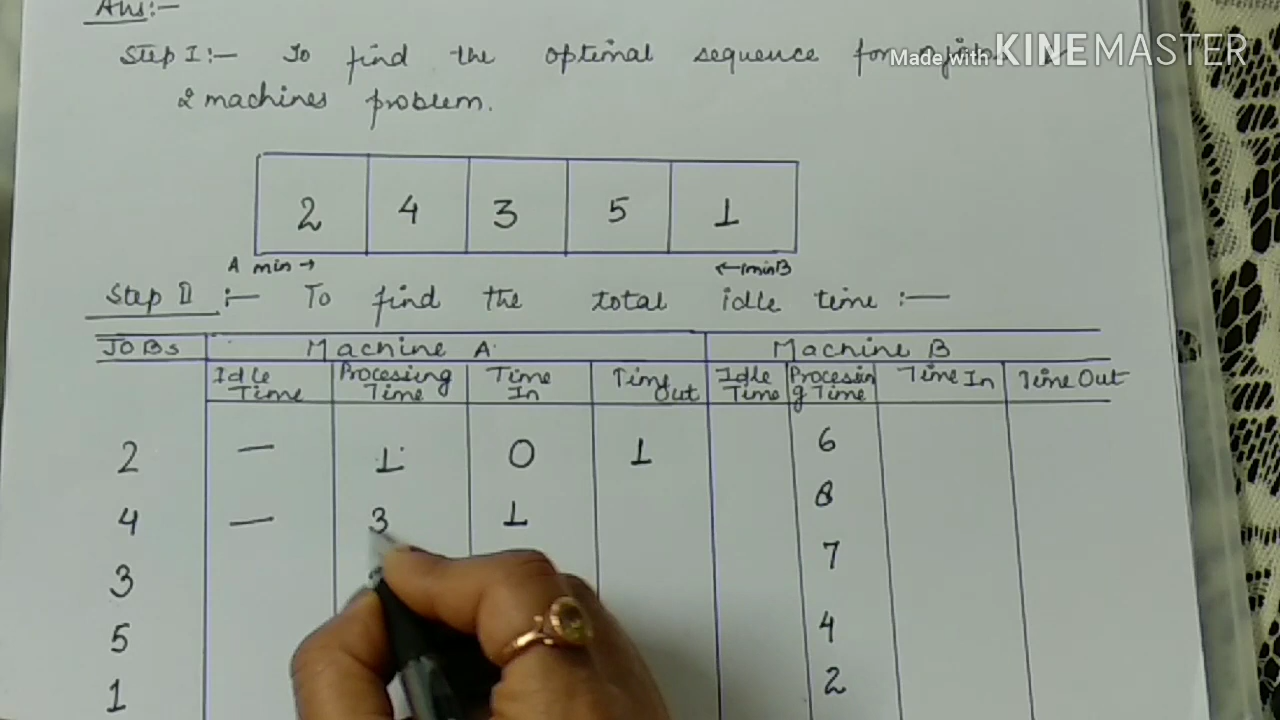 Ans:-
Step I:- To find the optimal sequence for jobs
2 machines problem.
2 4 3 5 1
A min → ← min B
Step II :- To find the total idle time :-
JOBs Machine A Machine B
Idle Time Procesiing Time Time In Time Out Idle Time Procesiing Time Time In Time Out
2 — 1 0 1 6
4 — 3 1 8
3 7
5 4
1 2
Made with KINEMASTER